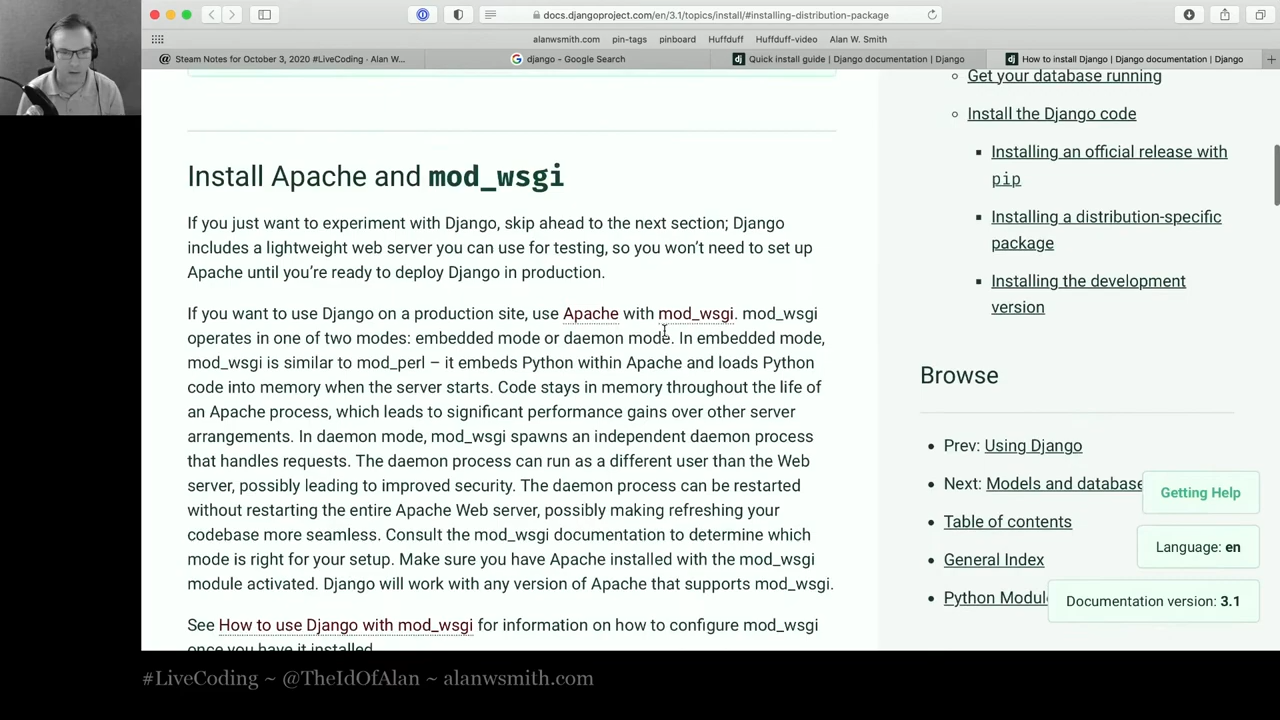 docs.djangoproject.com/en/3.1/topics/install/#installing-distribution-package
alanwsmith.com pin-tags pinboard Huffduff Huffduff-video Alan W. Smith
@ Steam Notes for October 3, 2020 #LiveCoding · Alan W...
G django - Google Search
dj Quick install guide | Django documentation | Django
dj How to install Django | Django documentation | Django
Install Apache and mod_wsgi
If you just want to experiment with Django, skip ahead to the next section; Django
includes a lightweight web server you can use for testing, so you won't need to set up
Apache until you're ready to deploy Django in production.
If you want to use Django on a production site, use Apache with mod_wsgi. mod_wsgi
operates in one of two modes: embedded mode or daemon mode. In embedded mode,
mod_wsgi is similar to mod_perl – it embeds Python within Apache and loads Python
code into memory when the server starts. Code stays in memory throughout the life of
an Apache process, which leads to significant performance gains over other server
arrangements. In daemon mode, mod_wsgi spawns an independent daemon process
that handles requests. The daemon process can run as a different user than the Web
server, possibly leading to improved security. The daemon process can be restarted
without restarting the entire Apache Web server, possibly making refreshing your
codebase more seamless. Consult the mod_wsgi documentation to determine which
mode is right for your setup. Make sure you have Apache installed with the mod_wsgi
module activated. Django will work with any version of Apache that supports mod_wsgi.
See How to use Django with mod_wsgi for information on how to configure mod_wsgi
once you have it installed.
Get your database running
Install the Django code
Installing an official release with
pip
Installing a distribution-specific
package
Installing the development
version
Browse
Prev: Using Django
Next: Models and database
Table of contents
General Index
Python Modul
Getting Help
Language: en
Documentation version: 3.1
#LiveCoding ~ @TheIdOfAlan ~ alanwsmith.com